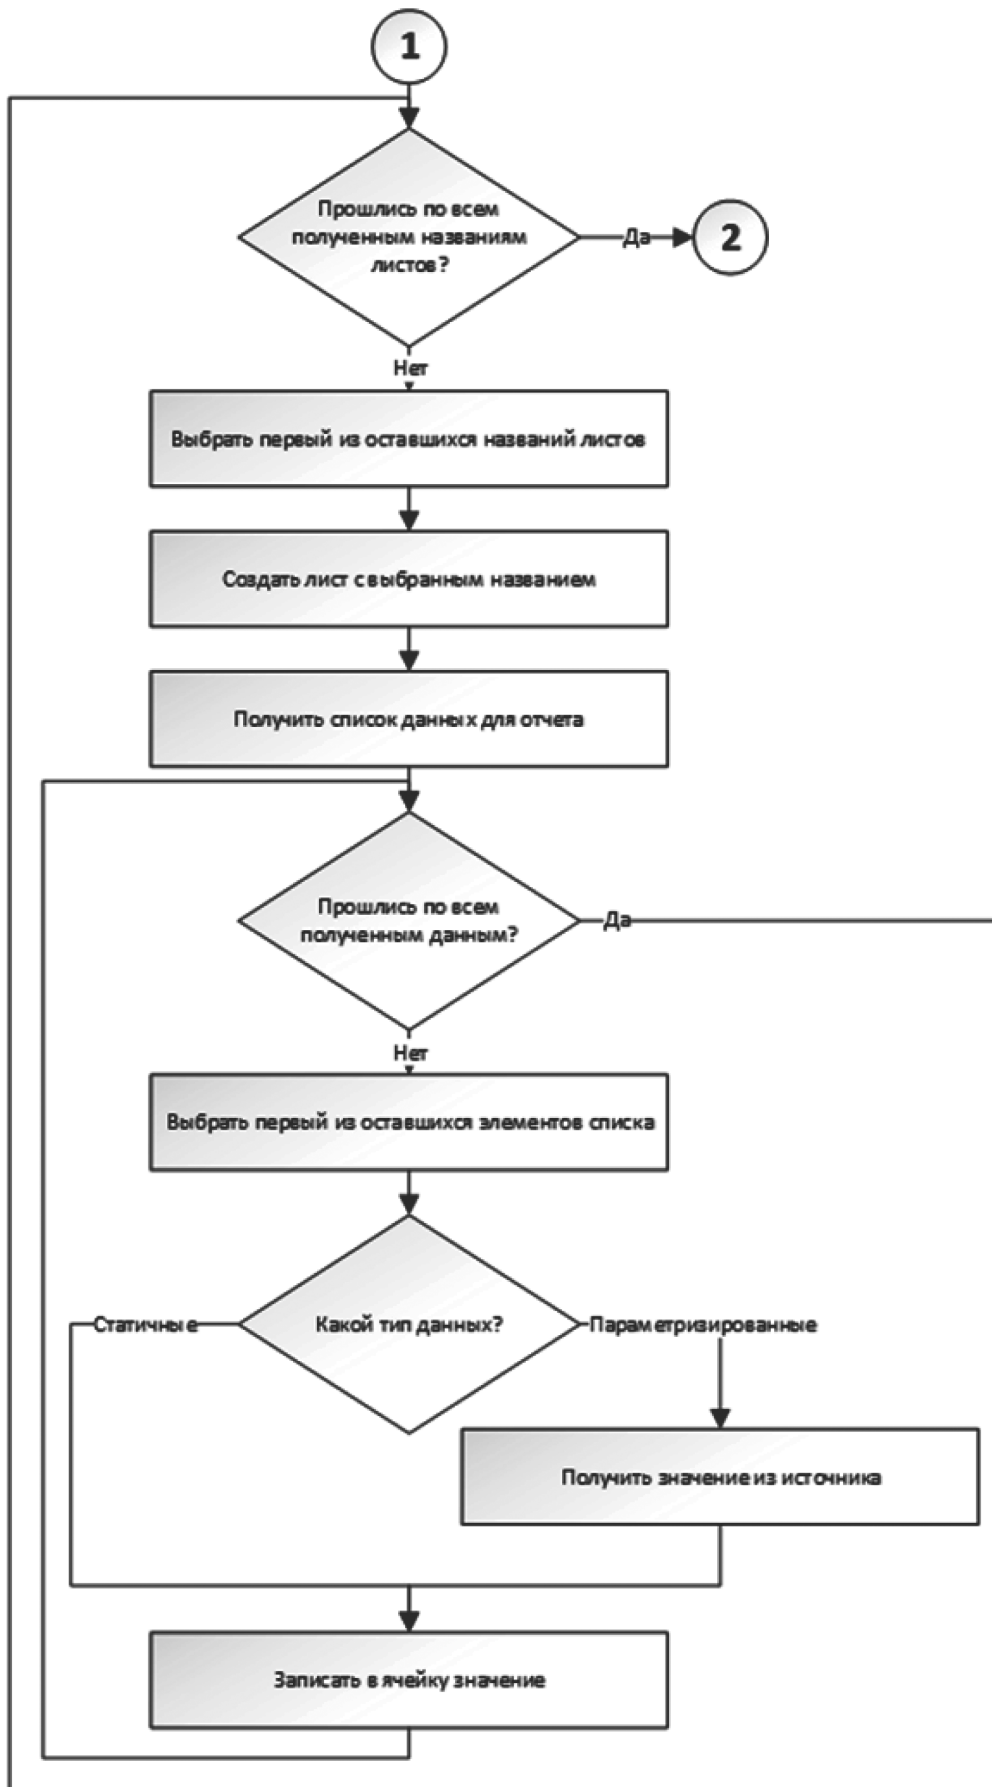 1
Прошлись по всем
полученным названиям
листов?
Да
2
Нет
Выбрать первый из оставшихся названий листов
Создать лист с выбранным названием
Получить список данных для отчета
Прошлись по всем
полученным данным?
Да
Нет
Выбрать первый из оставшихся элементов списка
Статичные
Какой тип данных?
Параметризированные
Получить значение из источника
Записать в ячейку значение